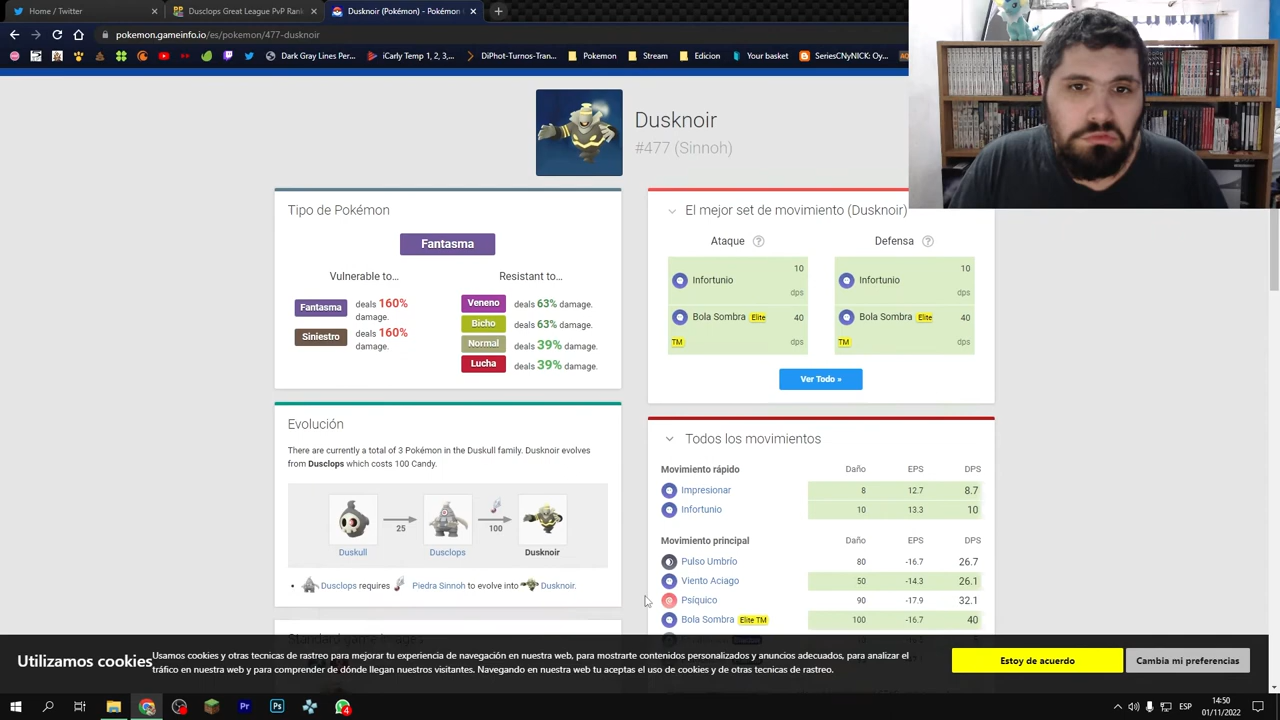 Home / Twitter
Dusclops Great League PvP Rank
Dusknoir (Pokémon) - Pokémon
pokemon.gameinfo.io/es/pokemon/477-dusknoir
Dark Gray Lines Per...
iCarly Temp 1, 2, 3,...
DiPhot-Turnos-Tran...
Pokemon
Stream
Edicion
Your basket
SeriesCNyNICK: Oy...
Dusknoir
#477 (Sinnoh)
Tipo de Pokémon
Fantasma
Vulnerable to...
Resistant to...
Fantasma
deals 160%
damage.
Siniestro
deals 160%
damage.
Veneno deals 63% damage.
Bicho deals 63% damage.
Normal deals 39% damage.
Lucha deals 39% damage.
Evolución
There are currently a total of 3 Pokémon in the Duskull family. Dusknoir evolves
from Dusclops which costs 100 Candy.
25
100
Duskull
Dusclops
Dusknoir
• Dusclops requires Piedra Sinnoh to evolve into Dusknoir.
El mejor set de movimiento (Dusknoir)
Ataque ?
Defensa ?
Infortunio 10
dps
Bola Sombra Elite 40
TM dps
Infortunio 10
dps
Bola Sombra Elite 40
TM dps
Ver Todo »
Todos los movimientos
Movimiento rápido Daño EPS DPS
Impresionar 8 12.7 8.7
Infortunio 10 13.3 10
Movimiento principal Daño EPS DPS
Pulso Umbrío 80 -16.7 26.7
Viento Aciago 50 -14.3 26.1
Psíquico 90 -17.9 32.1
Bola Sombra Elite TM 100 -16.7 40
Utilizamos cookies
Usamos cookies y otras tecnicas de rastreo para mejorar tu experiencia de navegación en nuestra web, para mostrarte contenidos personalizados y anuncios adecuados, para analizar el
tráfico en nuestra web y para comprender de dónde llegan nuestros visitantes. Navegando en nuestra web tu aceptas el uso de cookies y de otras tecnicas de rastreo.
Estoy de acuerdo
Cambia mi preferencias
Pr
Ps
4
ESP
14:50
01/11/2022